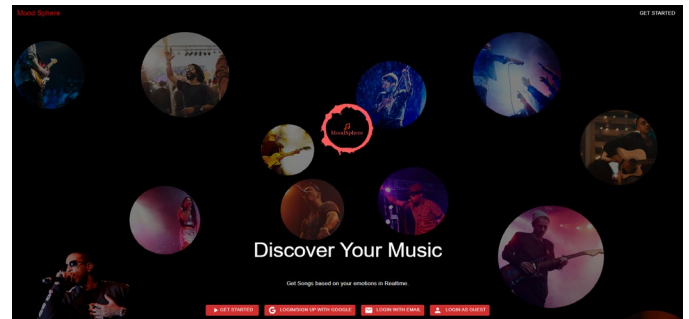 Mood Sphere
GET STARTED
MoodSphere
Discover Your Music
Get Songs based on your emotions in Realtime.
GET STARTED
LOGIN/SIGN UP WITH GOOGLE
LOGIN WITH EMAIL
LOGIN AS GUEST